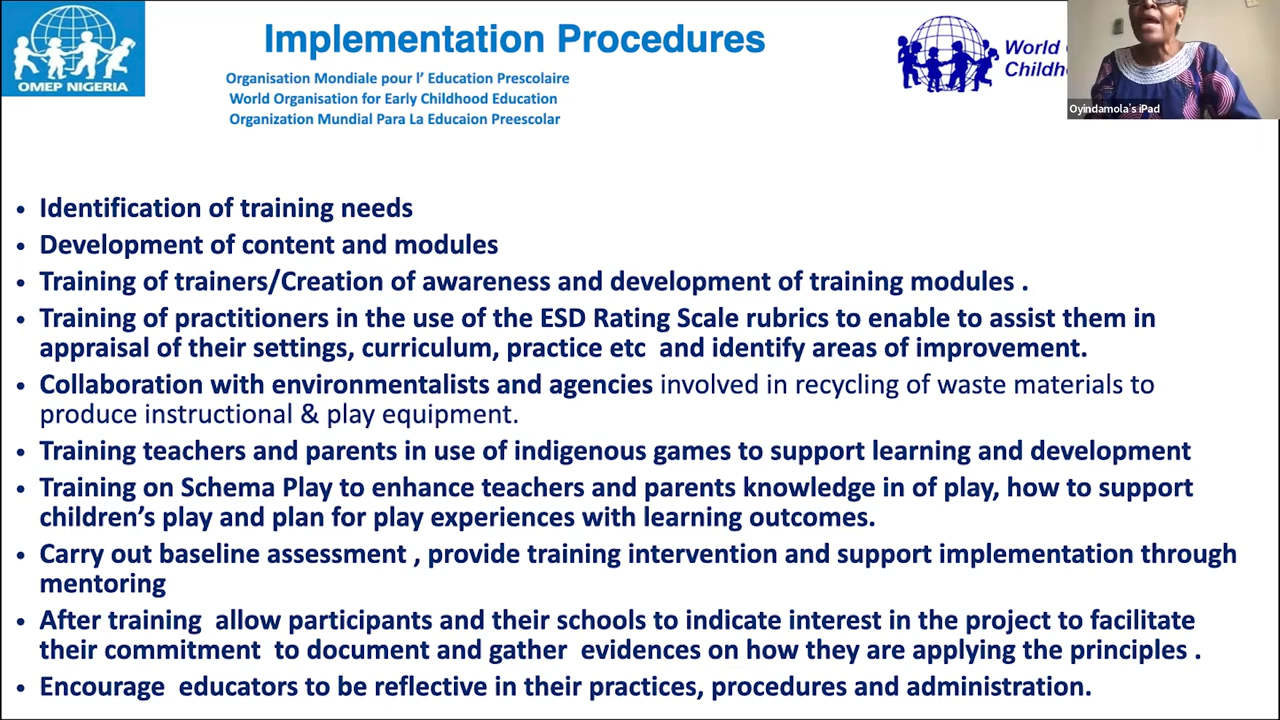 OMEP NIGERIA
Implementation Procedures
Organisation Mondiale pour l’ Education Prescolaire
World Organisation for Early Childhood Education
Organization Mundial Para La Educaion Preescolar
World
Childh
Oyindamola's iPad
• Identification of training needs
• Development of content and modules
• Training of trainers/Creation of awareness and development of training modules .
• Training of practitioners in the use of the ESD Rating Scale rubrics to enable to assist them in
appraisal of their settings, curriculum, practice etc and identify areas of improvement.
• Collaboration with environmentalists and agencies involved in recycling of waste materials to
produce instructional & play equipment.
• Training teachers and parents in use of indigenous games to support learning and development
• Training on Schema Play to enhance teachers and parents knowledge in of play, how to support
children’s play and plan for play experiences with learning outcomes.
• Carry out baseline assessment , provide training intervention and support implementation through
mentoring
• After training allow participants and their schools to indicate interest in the project to facilitate
their commitment to document and gather evidences on how they are applying the principles .
• Encourage educators to be reflective in their practices, procedures and administration.